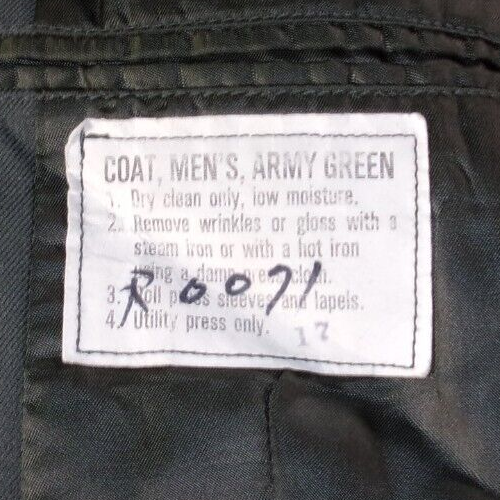 COAT, MEN'S, ARMY GREEN
1. Dry clean only, low moisture.
2. Remove wrinkles or gloss with a
steam iron or with a hot iron
using a damp press cloth.
R0071
3. Roll press sleeves and lapels.
4. Utility press only.
17